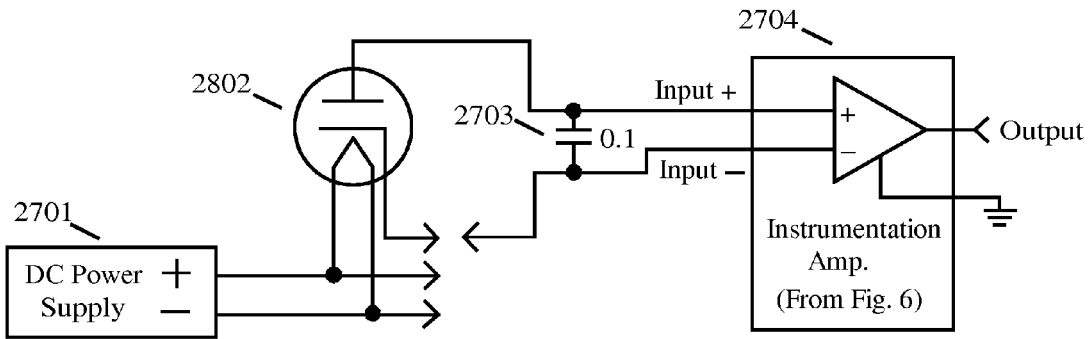 2704
2802
2703
Input +
0.1
+
Output
−
Input −
2701
DC Power +
Supply −
Instrumentation
Amp.
(From Fig. 6)